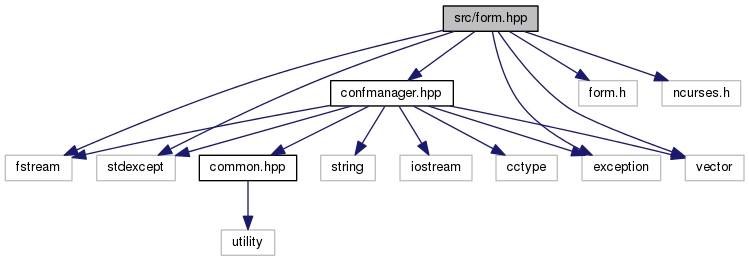 src/form.hpp
confmanager.hpp
form.h
ncurses.h
fstream
stdexcept
common.hpp
string
iostream
cctype
exception
vector
utility